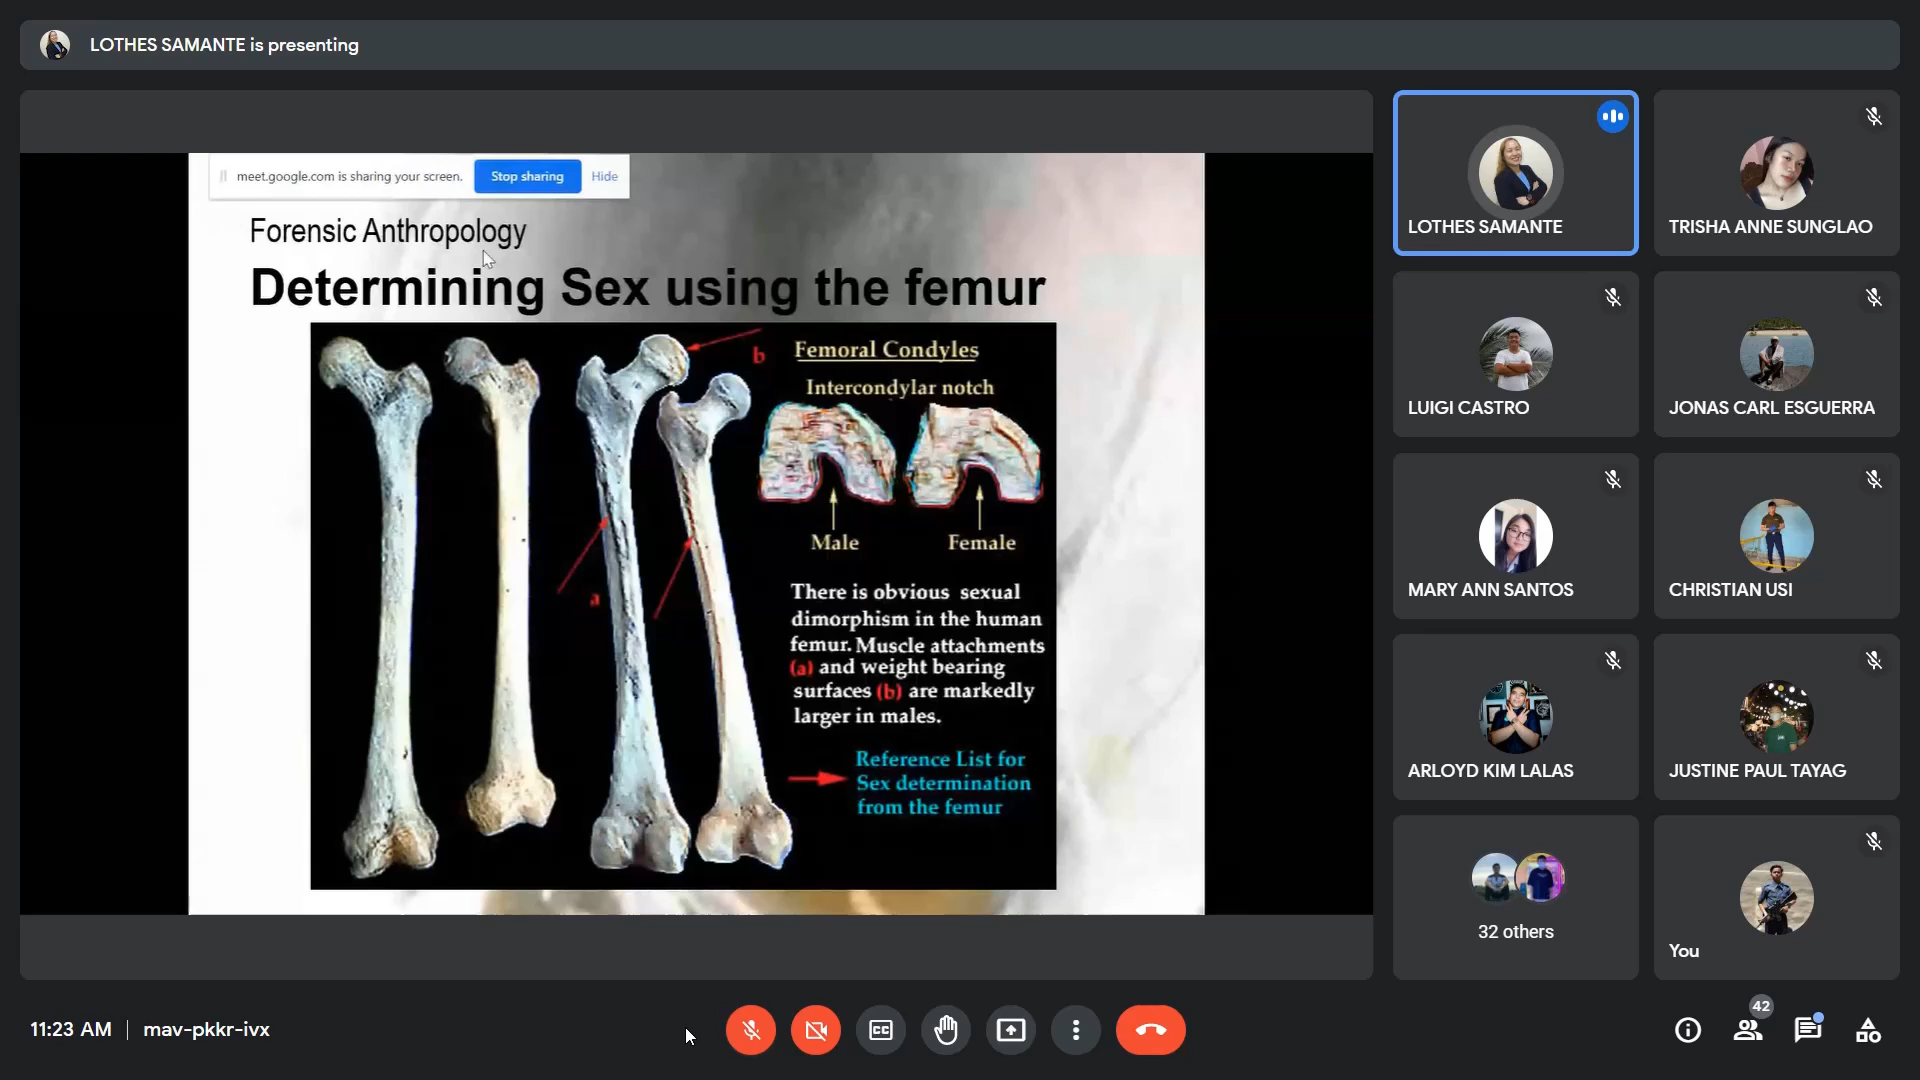 LOTHES SAMANTE is presenting
meet.google.com is sharing your screen.
Stop sharing
Hide
Forensic Anthropology
Determining Sex using the femur
b
Femoral Condyles
Intercondylar notch
Male
Female
a
There is obvious sexual
dimorphism in the human
femur. Muscle attachments
(a) and weight bearing
surfaces (b) are markedly
larger in males.
Reference List for
Sex determination
from the femur
LOTHES SAMANTE
TRISHA ANNE SUNGLAO
LUIGI CASTRO
JONAS CARL ESGUERRA
MARY ANN SANTOS
CHRISTIAN USI
ARLOYD KIM LALAS
JUSTINE PAUL TAYAG
32 others
You
11:23 AM | mav-pkkr-ivx
CC
42